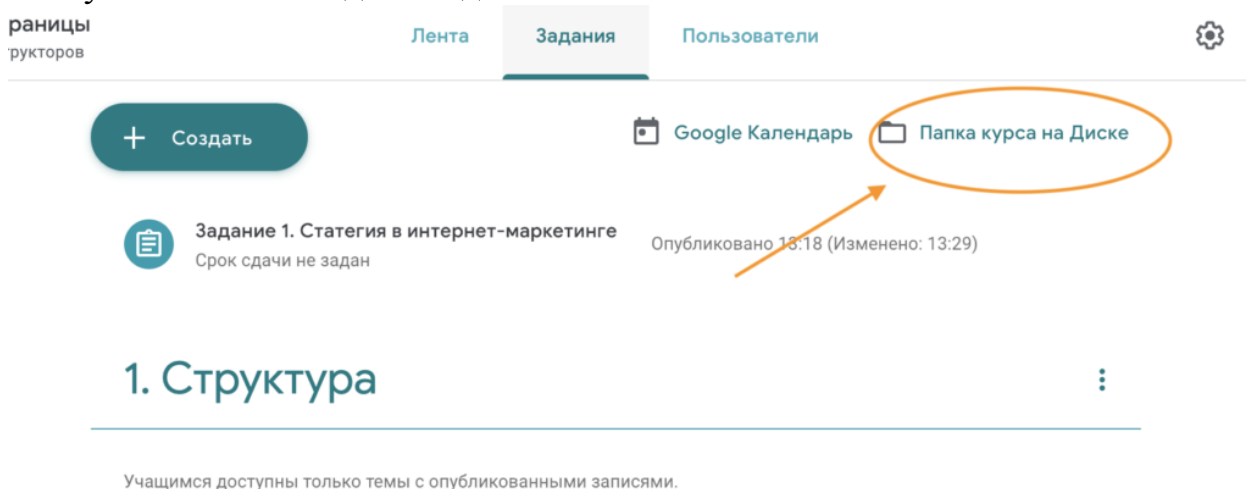 раницы
рукторов
Лента Задания Пользователи
+ Создать
Google Календарь Папка курса на Диске
Задание 1. Статегия в интернет-маркетинге
Срок сдачи не задан
Опубликовано 13:18 (Изменено: 13:29)
1. Структура
Учащимся доступны только темы с опубликованными записями.